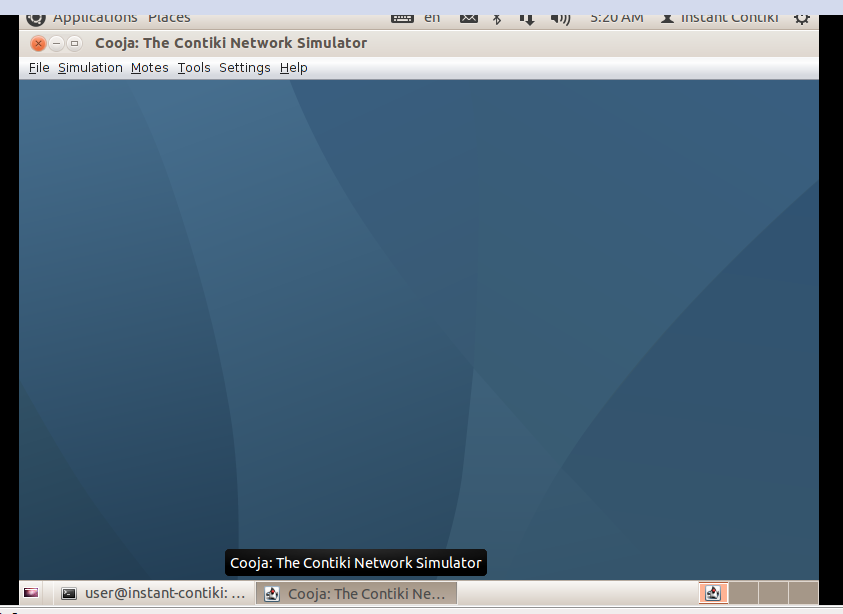 Applications Places en 5:20 AM Instant Contiki
Cooja: The Contiki Network Simulator
File Simulation Motes Tools Settings Help
Cooja: The Contiki Network Simulator
user@instant-contiki: ... Cooja: The Contiki Ne...